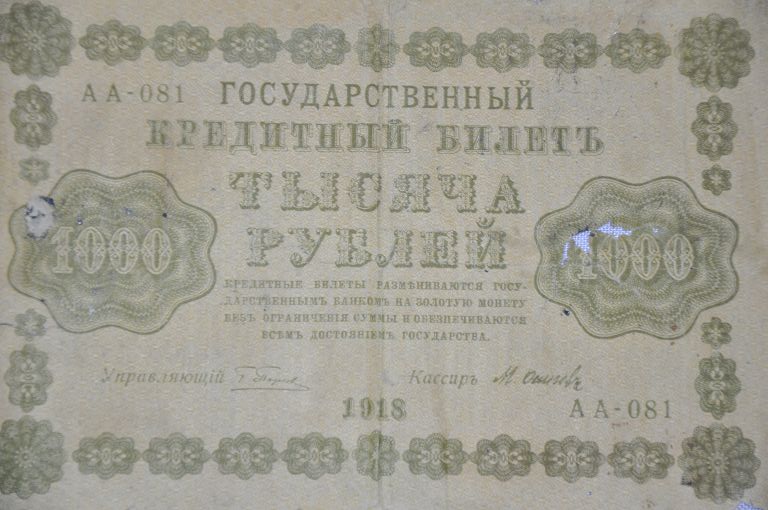 АА-081 ГОСУДАРСТВЕННЫЙ
КРЕДИТНЫЙ БИЛЕТЪ
ТЫСЯЧА
РУБЛЕЙ
1000 1000
КРЕДИТНЫЕ БИЛЕТЫ РАЗМѢНИВАЮТСЯ ГОСУ-
ДАРСТВЕННЫМЪ БАНКОМЪ НА ЗОЛОТУЮ МОНЕТУ
БЕЗЪ ОГРАНИЧЕНІЯ СУММЫ И ОБЕЗПЕЧИВАЮТСЯ
ВСѢМЪ ДОСТОЯНІЕМЪ ГОСУДАРСТВА.
Управляющій Кассиръ
1918 АА-081